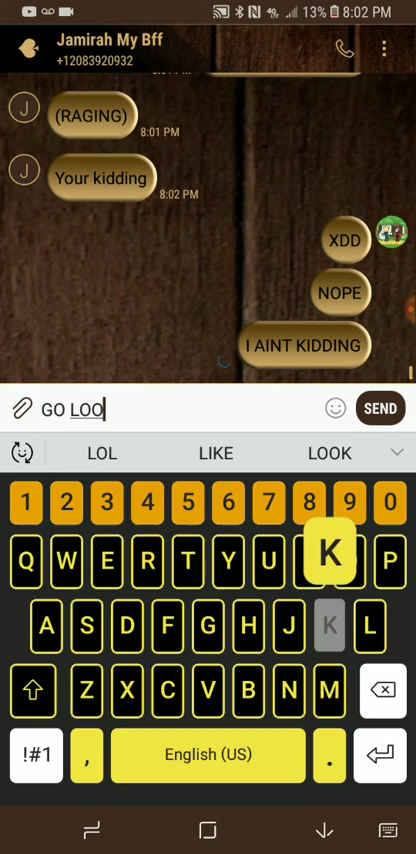 13% 8:02 PM
Jamirah My Bff
+12083920932
J
(RAGING)
8:01 PM
J
Your kidding
8:02 PM
XDD
NOPE
I AINT KIDDING
GO LOO
SEND
LOL LIKE LOOK
1 2 3 4 5 6 7 8 9 0
K
Q W E R T Y U P
A S D F G H J K L
Z X C V B N M
!#1 , English (US) .